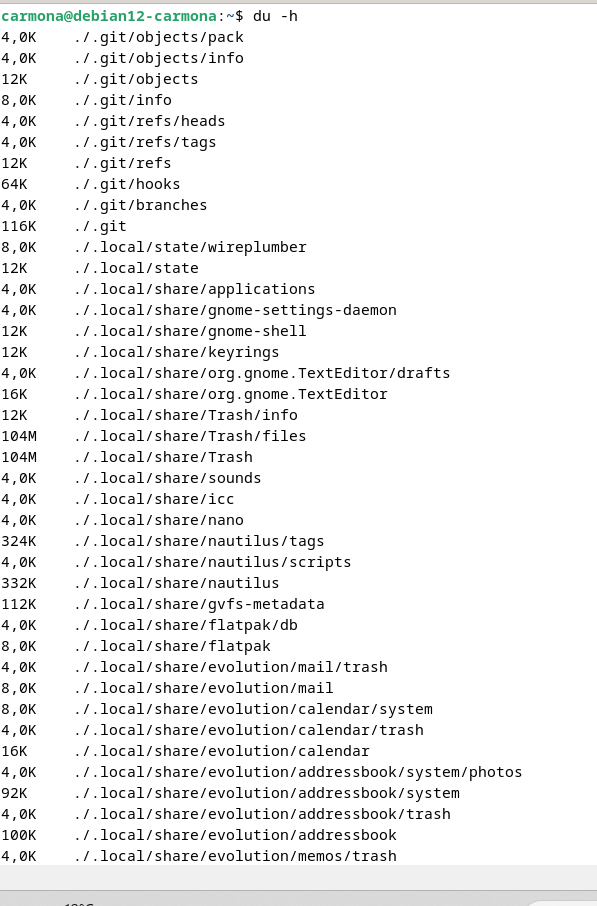 carmona@debian12-carmona:~$ du -h
4,0K    ./.git/objects/pack
4,0K    ./.git/objects/info
12K     ./.git/objects
8,0K    ./.git/info
4,0K    ./.git/refs/heads
4,0K    ./.git/refs/tags
12K     ./.git/refs
64K     ./.git/hooks
4,0K    ./.git/branches
116K    ./.git
8,0K    ./.local/state/wireplumber
12K     ./.local/state
4,0K    ./.local/share/applications
4,0K    ./.local/share/gnome-settings-daemon
12K     ./.local/share/gnome-shell
12K     ./.local/share/keyrings
4,0K    ./.local/share/org.gnome.TextEditor/drafts
16K     ./.local/share/org.gnome.TextEditor
12K     ./.local/share/Trash/info
104M    ./.local/share/Trash/files
104M    ./.local/share/Trash
4,0K    ./.local/share/sounds
4,0K    ./.local/share/icc
4,0K    ./.local/share/nano
324K    ./.local/share/nautilus/tags
4,0K    ./.local/share/nautilus/scripts
332K    ./.local/share/nautilus
112K    ./.local/share/gvfs-metadata
4,0K    ./.local/share/flatpak/db
8,0K    ./.local/share/flatpak
4,0K    ./.local/share/evolution/mail/trash
8,0K    ./.local/share/evolution/mail
8,0K    ./.local/share/evolution/calendar/system
4,0K    ./.local/share/evolution/calendar/trash
16K     ./.local/share/evolution/calendar
4,0K    ./.local/share/evolution/addressbook/system/photos
92K     ./.local/share/evolution/addressbook/system
4,0K    ./.local/share/evolution/addressbook/trash
100K    ./.local/share/evolution/addressbook
4,0K    ./.local/share/evolution/memos/trash